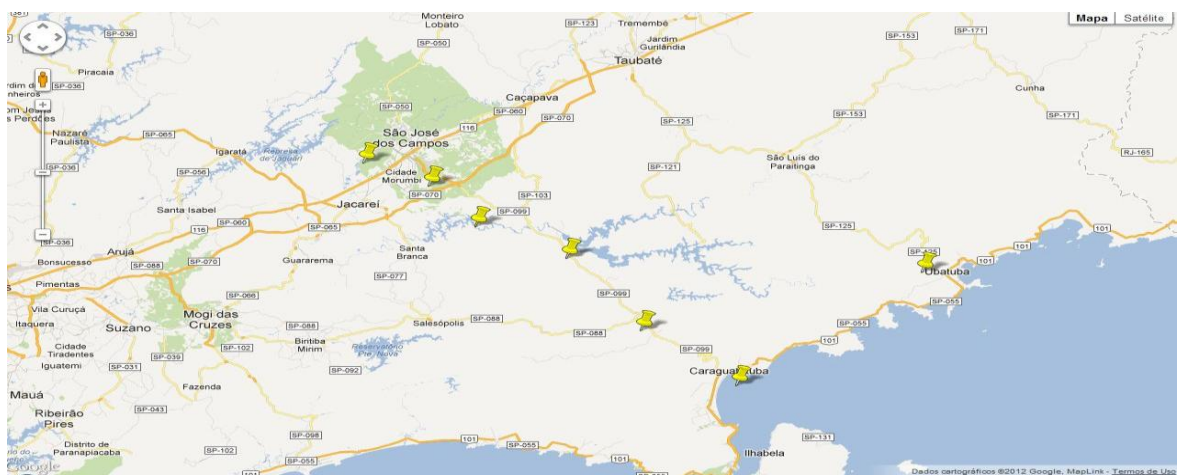 Monteiro
Lobato
SP-123
Tremembé
Jardim
Gurilândia
Mapa
Satélite
SP-036
SP-050
SP-153
SP-171
Taubaté
Piracaia
SP-036
Caçapava
SP-060
SP-070
Cunha
SP-050
116
SP-125
SP-153
SP-171
Nazaré
Paulista
SP-065
São José
dos Campos
Igaratá
Represa
de Jaguari
São Luís do
Paraitinga
RJ-165
SP-036
SP-056
Cidade
Morumbi
SP-121
SP-070
SP-103
Jacareí
Santa Isabel
SP-099
SP-060
SP-065
116
SP-125
101
Arujá
Santa
Branca
SP-036
Bonsucesso
SP-088
SP-070
Guararema
101
Ubatuba
Pimentas
SP-077
SP-066
SP-099
SP-055
Vila Curuçá
Itaquera
Mogi das
Cruzes
Suzano
SP-088
Salesópolis
SP-088
SP-088
SP-055
Cidade
Tiradentes
Biritiba
Mirim
Reservatório
101
SP-039
SP-102
SP-099
Iguatemi
SP-031
SP-092
Fazenda
Mauá
SP-043
101
Ribeirão
Pires
SP-098
101
SP-055
SP-131
Distrito de
Paranapiacaba
SP-102
SP-055
Ilhabela
101
Google
Dados cartográficos ©2012 Google, MapLink - Termos de Uso